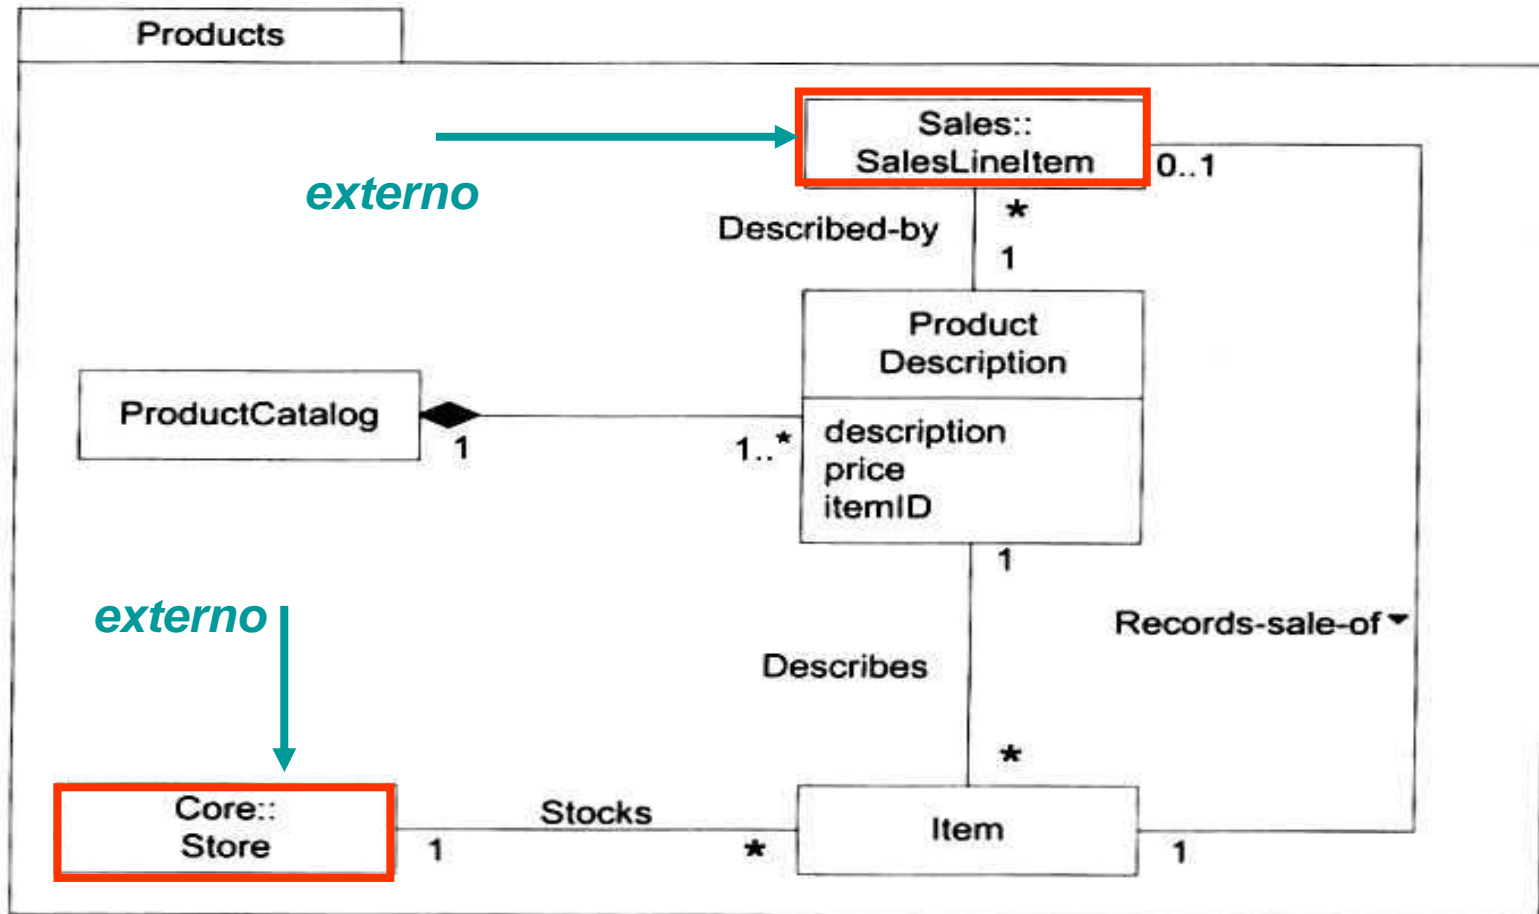 Products
Sales::
SalesLineItem
0..1
externo
*
Described-by
1
Product
Description
ProductCatalog
1
1..*
description
price
itemID
1
externo
Records-sale-of
Describes
*
Core::
Store
1
Stocks
*
Item
1